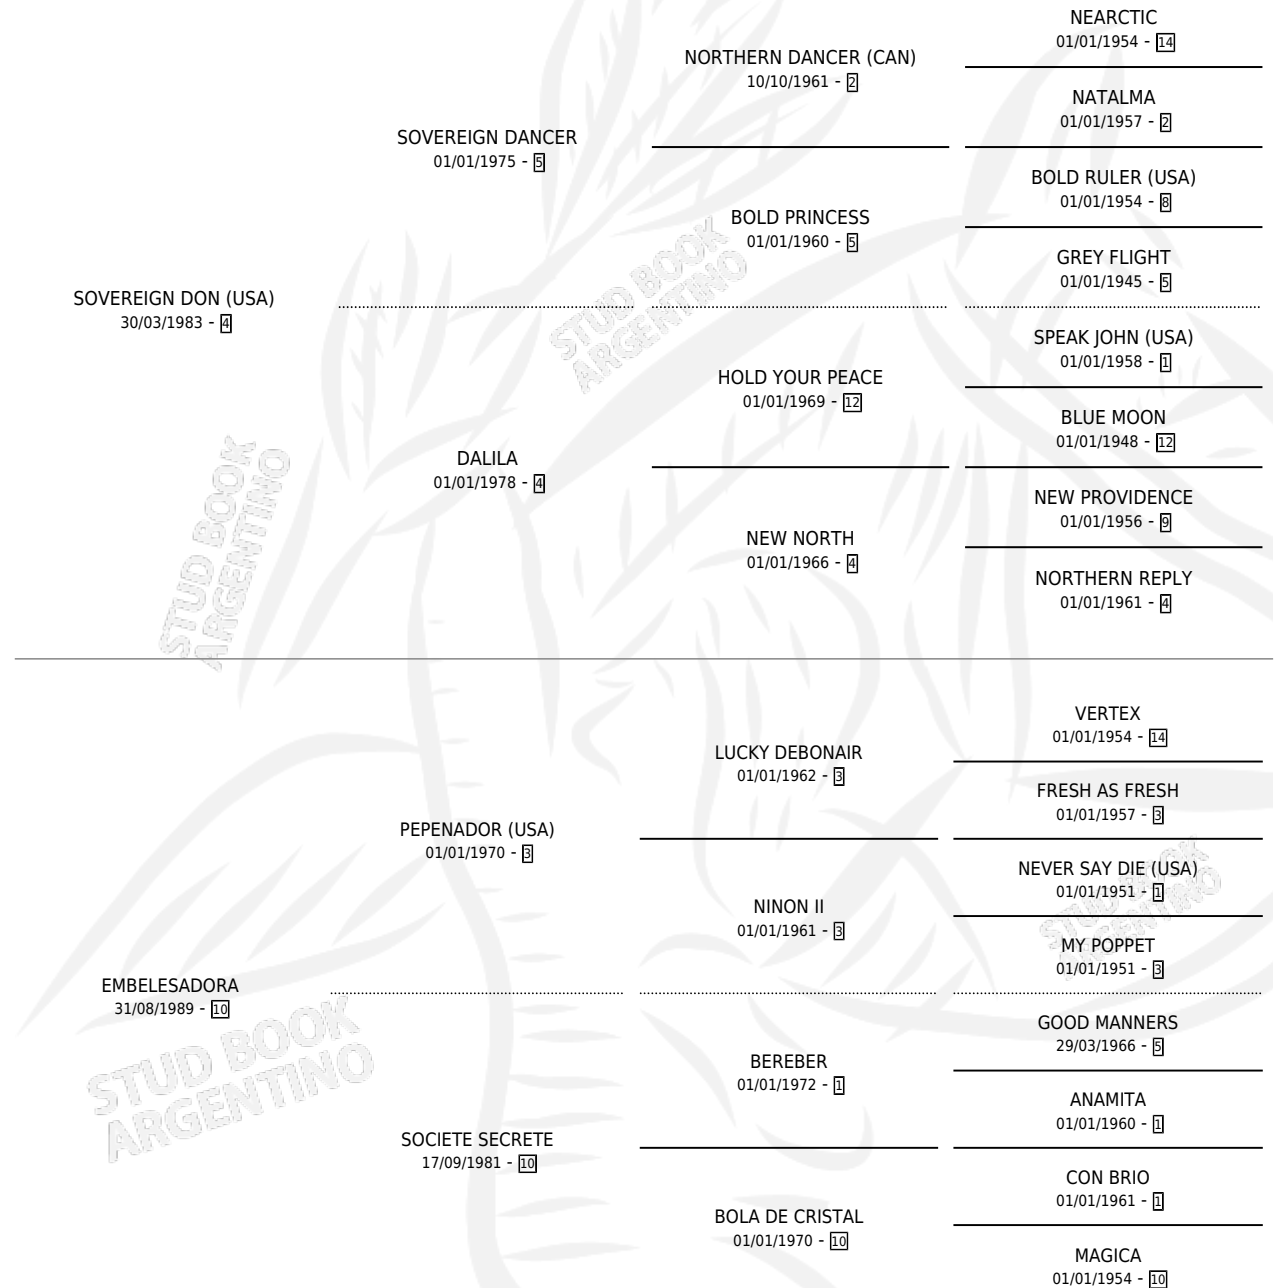 NEARCTIC
01/01/1954 - 14
NORTHERN DANCER (CAN)
10/10/1961 - 2
NATALMA
01/01/1957 - 2
SOVEREIGN DANCER
01/01/1975 - 5
BOLD RULER (USA)
01/01/1954 - 8
BOLD PRINCESS
01/01/1960 - 5
GREY FLIGHT
01/01/1945 - 5
SOVEREIGN DON (USA)
30/03/1983 - 4
SPEAK JOHN (USA)
01/01/1958 - 1
HOLD YOUR PEACE
01/01/1969 - 12
BLUE MOON
01/01/1948 - 12
DALILA
01/01/1978 - 4
NEW PROVIDENCE
01/01/1956 - 9
NEW NORTH
01/01/1966 - 4
NORTHERN REPLY
01/01/1961 - 4
VERTEX
01/01/1954 - 14
LUCKY DEBONAIR
01/01/1962 - 3
FRESH AS FRESH
01/01/1957 - 3
PEPENADOR (USA)
01/01/1970 - 3
NEVER SAY DIE (USA)
01/01/1951 - 1
NINON II
01/01/1961 - 3
MY POPPET
01/01/1951 - 3
EMBELESADORA
31/08/1989 - 10
GOOD MANNERS
29/03/1966 - 5
BEREBER
01/01/1972 - 1
ANAMITA
01/01/1960 - 1
SOCIETE SECRETE
17/09/1981 - 10
CON BRIO
01/01/1961 - 1
BOLA DE CRISTAL
01/01/1970 - 10
MAGICA
01/01/1954 - 10
STUD BOOK
ARGENTINO
STUD BOOK
ARGENTINO
STUD BOOK
ARGENTINO
STUD BOOK
ARGENTINO